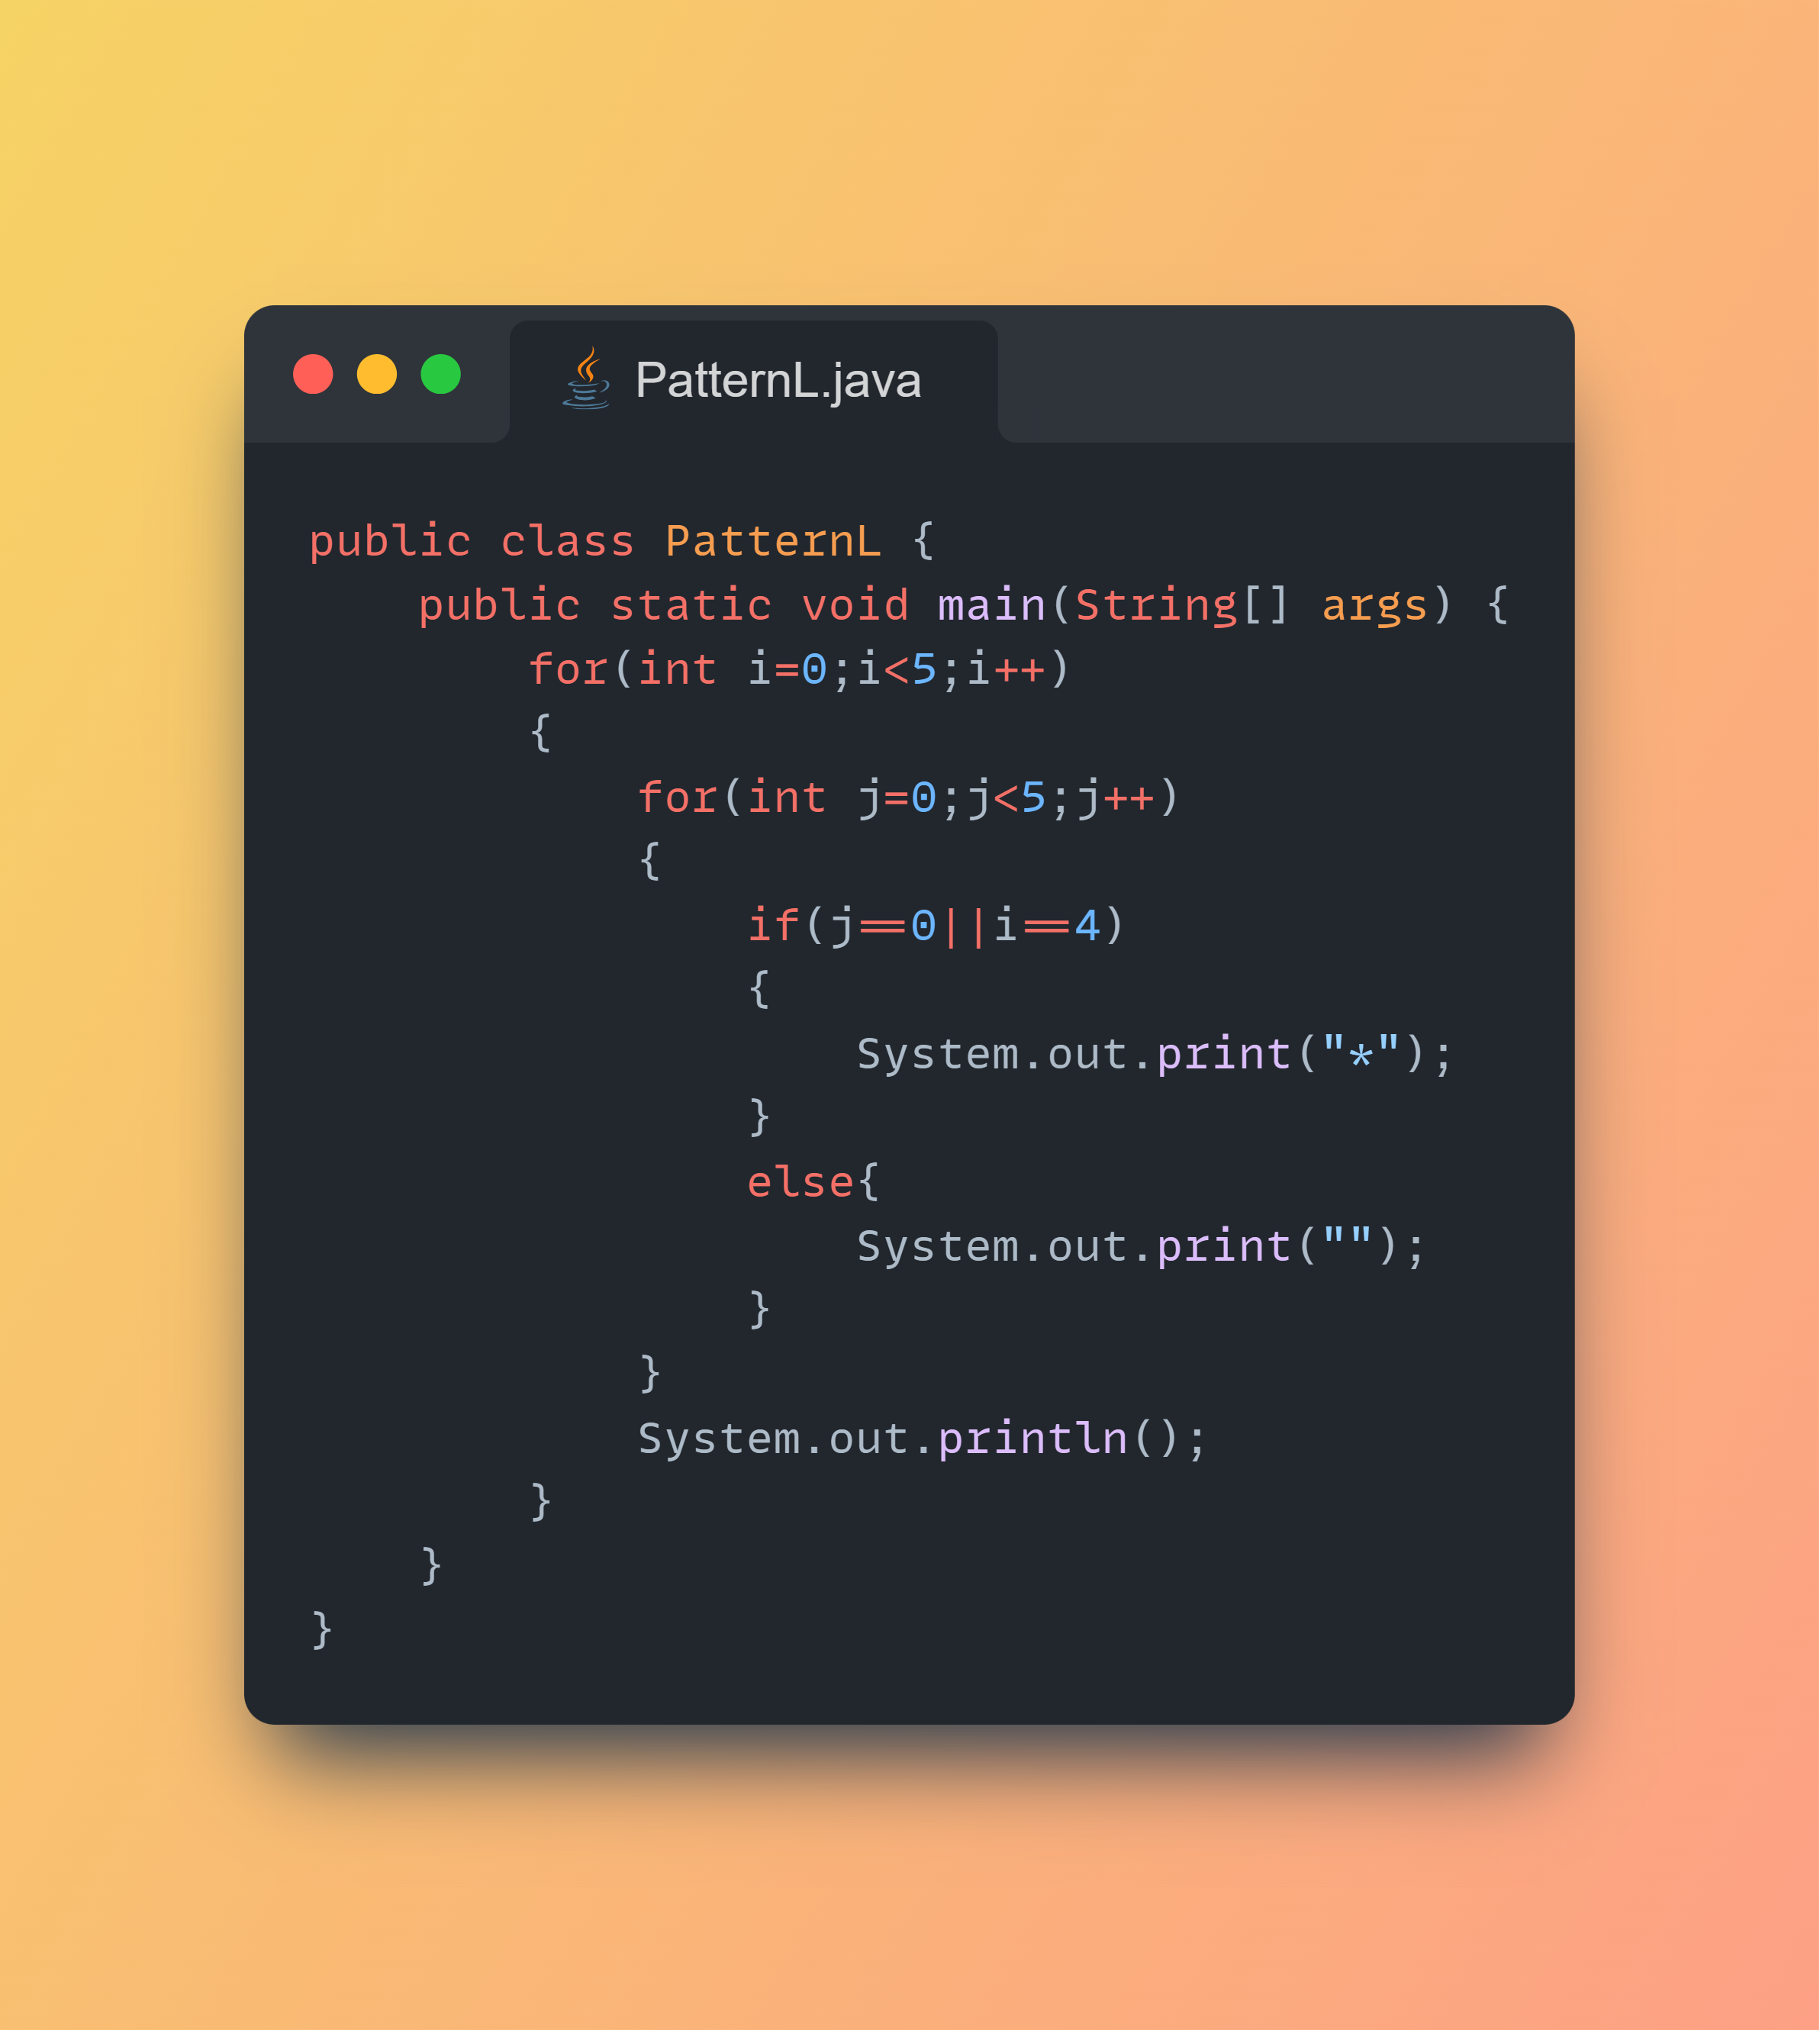 PatternL.java
public class PatternL {
    public static void main(String[] args) {
        for(int i=0;i<5;i++)
        {
            for(int j=0;j<5;j++)
            {
                if(j==0||i==4)
                {
                    System.out.print("*");
                }
                else{
                    System.out.print("");
                }
            }
            System.out.println();
        }
    }
}